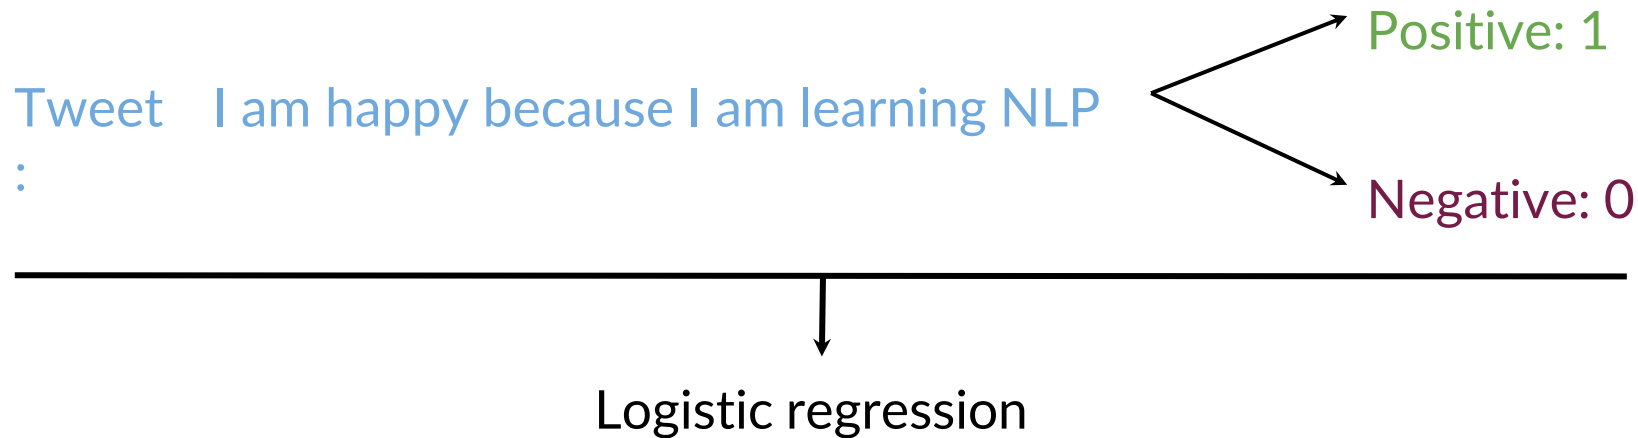 Positive: 1
Tweet I am happy because I am learning NLP
:
Negative: 0
Logistic regression